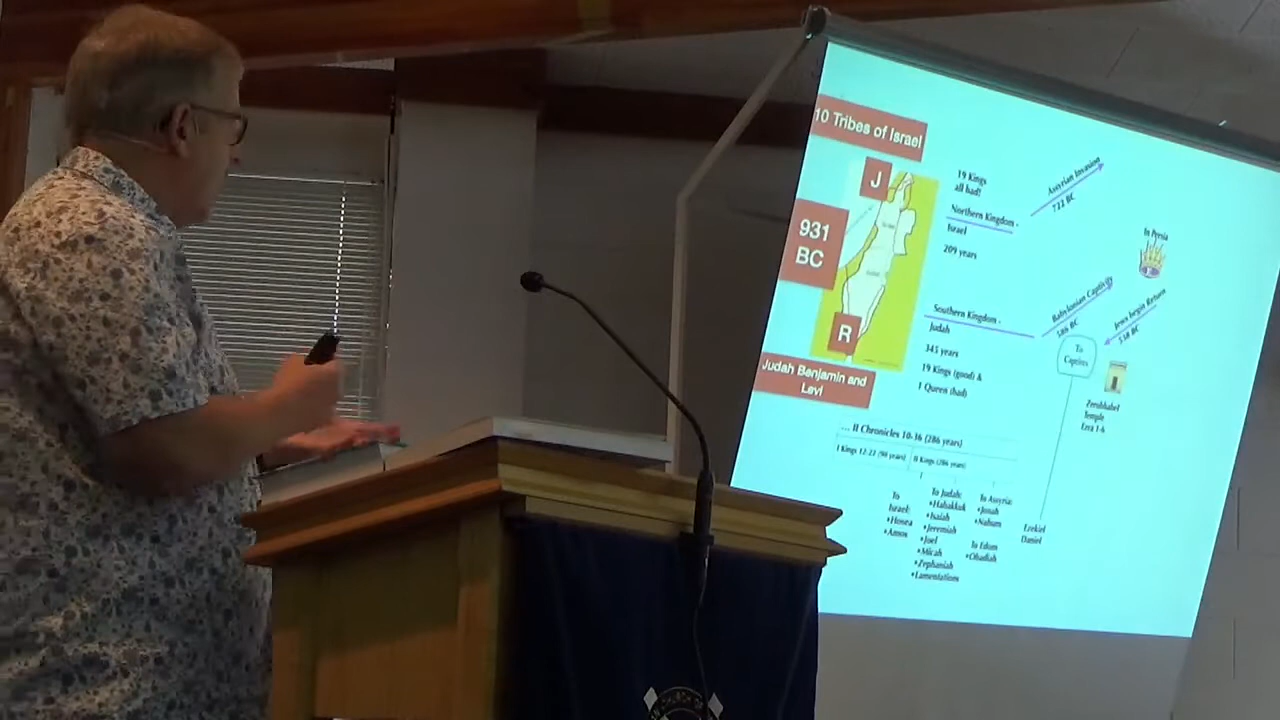 10 Tribes of Israel
J
931
BC
R
Judah Benjamin and
Levi
19 Kings
all bad!
Northern Kingdom -
Israel
209 years
Assyrian Invasion
722 BC
In Persia
Southern Kingdom -
Judah
345 years
19 Kings (good) &
1 Queen (bad)
Babylonian Captivity
586 BC
Jews begin Return
538 BC
To
Captives
Zerubbabel
Temple
Ezra 1-6
... II Chronicles 10-36 (286 years)
I Kings 12-22 (90 years)
II Kings (286 years)
To
Israel:
•Hosea
•Amos
To Judah:
•Habakkuk
•Isaiah
•Jeremiah
•Joel
•Micah
•Zephaniah
•Lamentations
To Assyria:
•Jonah
•Nahum
To Edom
•Obadiah
Ezekiel
Daniel